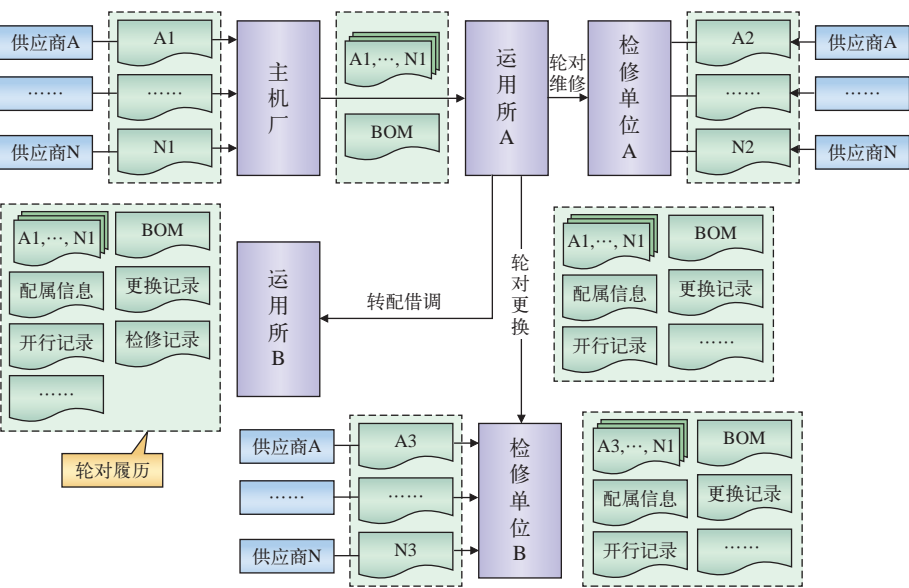 供应商A
A1
……
……
供应商N
N1
主机厂
A1,…, N1
BOM
运用所A
轮对
维修
检修单位A
A2
供应商A
……
……
N2
供应商N
A1,…, N1
BOM
配属信息
更换记录
开行记录
检修记录
……
轮对履历
运用所B
转配借调
轮对更换
A1,…, N1
BOM
配属信息
更换记录
开行记录
……
供应商A
A3
……
……
供应商N
N3
检修单位B
A3,…, N1
BOM
配属信息
更换记录
开行记录
……